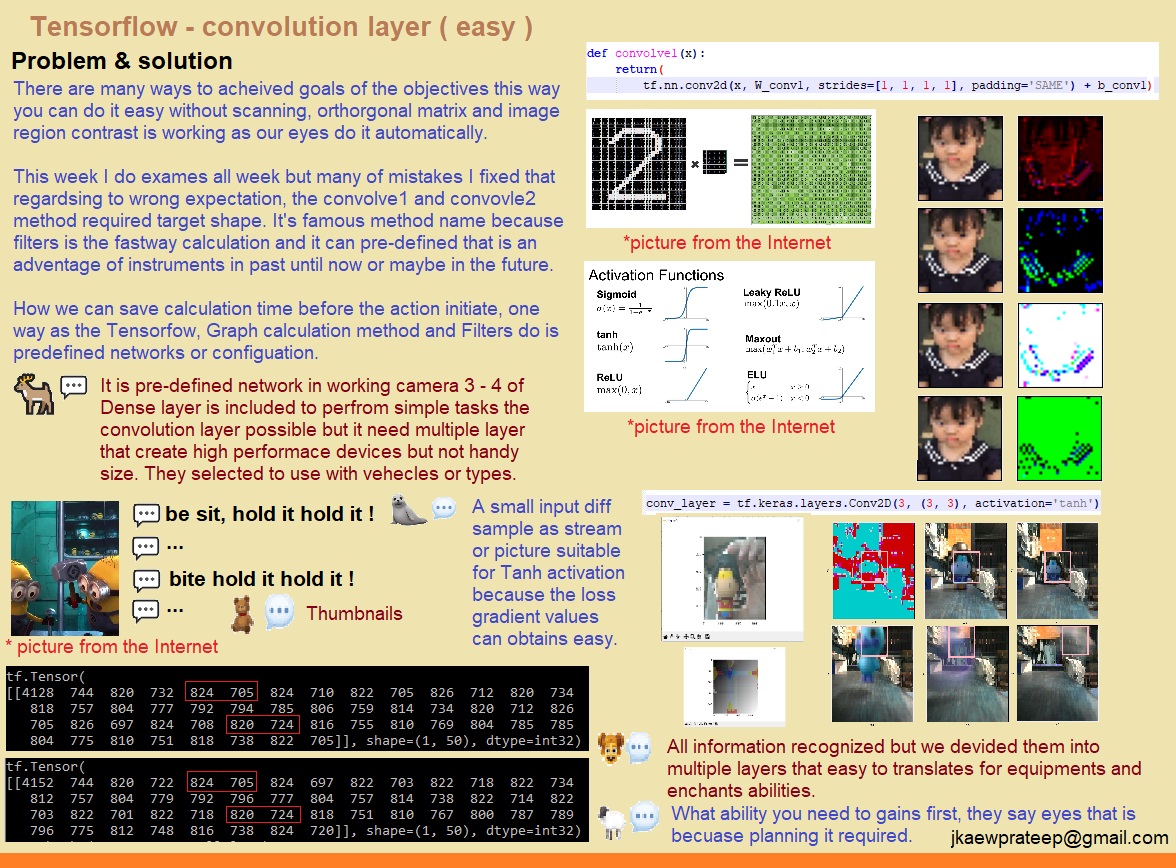 Tensorflow - convolution layer ( easy )
Problem & solution
There are many ways to acheived goals of the objectives this way
you can do it easy without scanning, orthorgonal matrix and image
region contrast is working as our eyes do it automatically.
This week I do exames all week but many of mistakes I fixed that
regardsing to wrong expectation, the convolve1 and convovle2
method required target shape. It's famous method name because
filters is the fastway calculation and it can pre-defined that is an
adventage of instruments in past until now or maybe in the future.
How we can save calculation time before the action initiate, one
way as the Tensorfow, Graph calculation method and Filters do is
predefined networks or configuation.
It is pre-defined network in working camera 3 - 4 of
Dense layer is included to perfrom simple tasks the
convolution layer possible but it need multiple layer
that create high performace devices but not handy
size. They selected to use with vehecles or types.
be sit, hold it hold it !
...
bite hold it hold it !
...
Thumbnails
* picture from the Internet
A small input diff
sample as stream
or picture suitable
for Tanh activation
because the loss
gradient values
can obtains easy.
tf.Tensor(
[[4128 744 820 732 824 705 824 710 822 705 826 712 820 734
818 757 804 777 792 794 785 806 759 814 734 820 712 826
705 826 697 824 708 820 724 816 755 810 769 804 785 785
804 775 810 751 818 738 822 705]], shape=(1, 50), dtype=int32)
tf.Tensor(
[[4152 744 820 722 824 705 824 697 822 703 822 718 822 734
812 757 804 779 792 796 777 804 757 814 738 822 714 822
703 822 701 822 718 820 724 818 751 810 767 800 787 789
796 775 812 748 816 738 824 720]], shape=(1, 50), dtype=int32)
def convolve1(x):
return(
tf.nn.conv2d(x, W_conv1, strides=[1, 1, 1, 1], padding='SAME') + b_conv1)
*picture from the Internet
Activation Functions
Sigmoid
tanh
tanh(x)
ReLU
max(0, x)
Leaky ReLU
max(0.1x, x)
Maxout
ELU
*picture from the Internet
conv_layer = tf.keras.layers.Conv2D(3, (3, 3), activation='tanh')
All information recognized but we devided them into
multiple layers that easy to translates for equipments and
enchants abilities.
What ability you need to gains first, they say eyes that is
becuase planning it required.
jkaewprateep@gmail.com